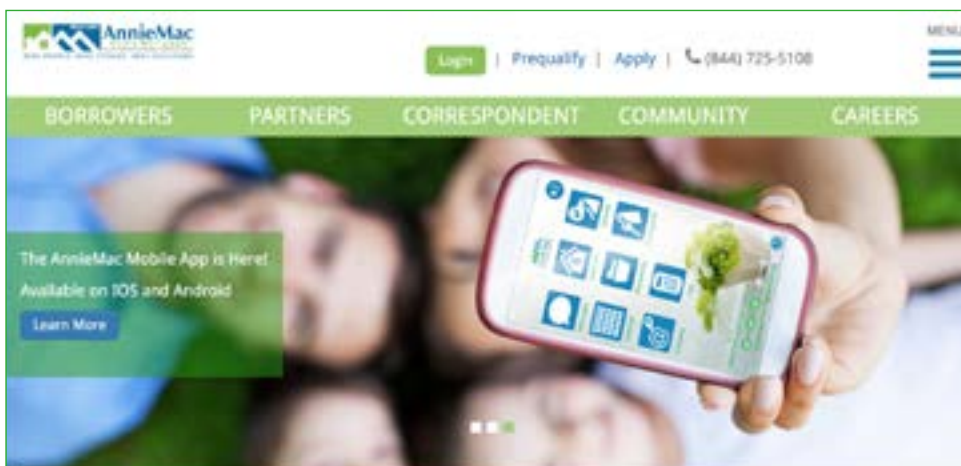 AnnieMac
Login | Prequalify | Apply | (844) 725-5108
MENU
BORROWERS PARTNERS CORRESPONDENT COMMUNITY CAREERS
The AnnieMac Mobile App is Here!
Available on IOS and Android
Learn More